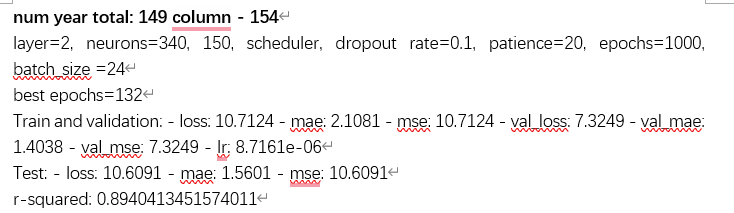 num year total: 149 column - 154
layer=2, neurons=340, 150, scheduler, dropout rate=0.1, patience=20, epochs=1000,
batch_size =24
best epochs=132
Train and validation: - loss: 10.7124 - mae: 2.1081 - mse: 10.7124 - val_loss: 7.3249 - val_mae:
1.4038 - val_mse: 7.3249 - lr: 8.7161e-06
Test: - loss: 10.6091 - mae: 1.5601 - mse: 10.6091
r-squared: 0.8940413451574011